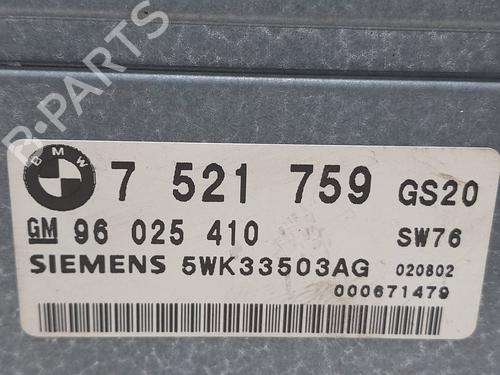 B-PARTS
BMW 7 521 759 GS20
GM 96 025 410 SW76
SIEMENS 5WK33503AG 020802
000671479